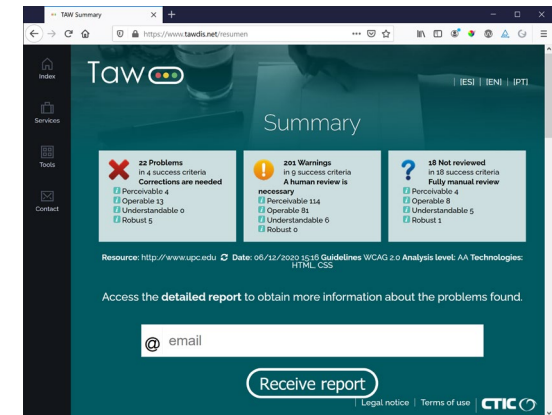 TAW Summary
https://www.tawdis.net/resumen
Index
Services
Tools
Contact
Taw
| [ES] | [EN] | [PT]
Summary
22 Problems
in 4 success criteria
Corrections are needed
Perceivable 4
Operable 13
Understandable 0
Robust 5
201 Warnings
in 9 success criteria
A human review is
necessary
Perceivable 114
Operable 81
Understandable 6
Robust 0
18 Not reviewed
in 18 success criteria
Fully manual review
Perceivable 4
Operable 8
Understandable 5
Robust 1
Resource: http://www.upc.edu Date: 06/12/2020 15:16 Guidelines WCAG 2.0 Analysis level: AA Technologies:
HTML, CSS
Access the detailed report to obtain more information about the problems found.
@ email
Receive report
| Legal notice | Terms of use | CTIC